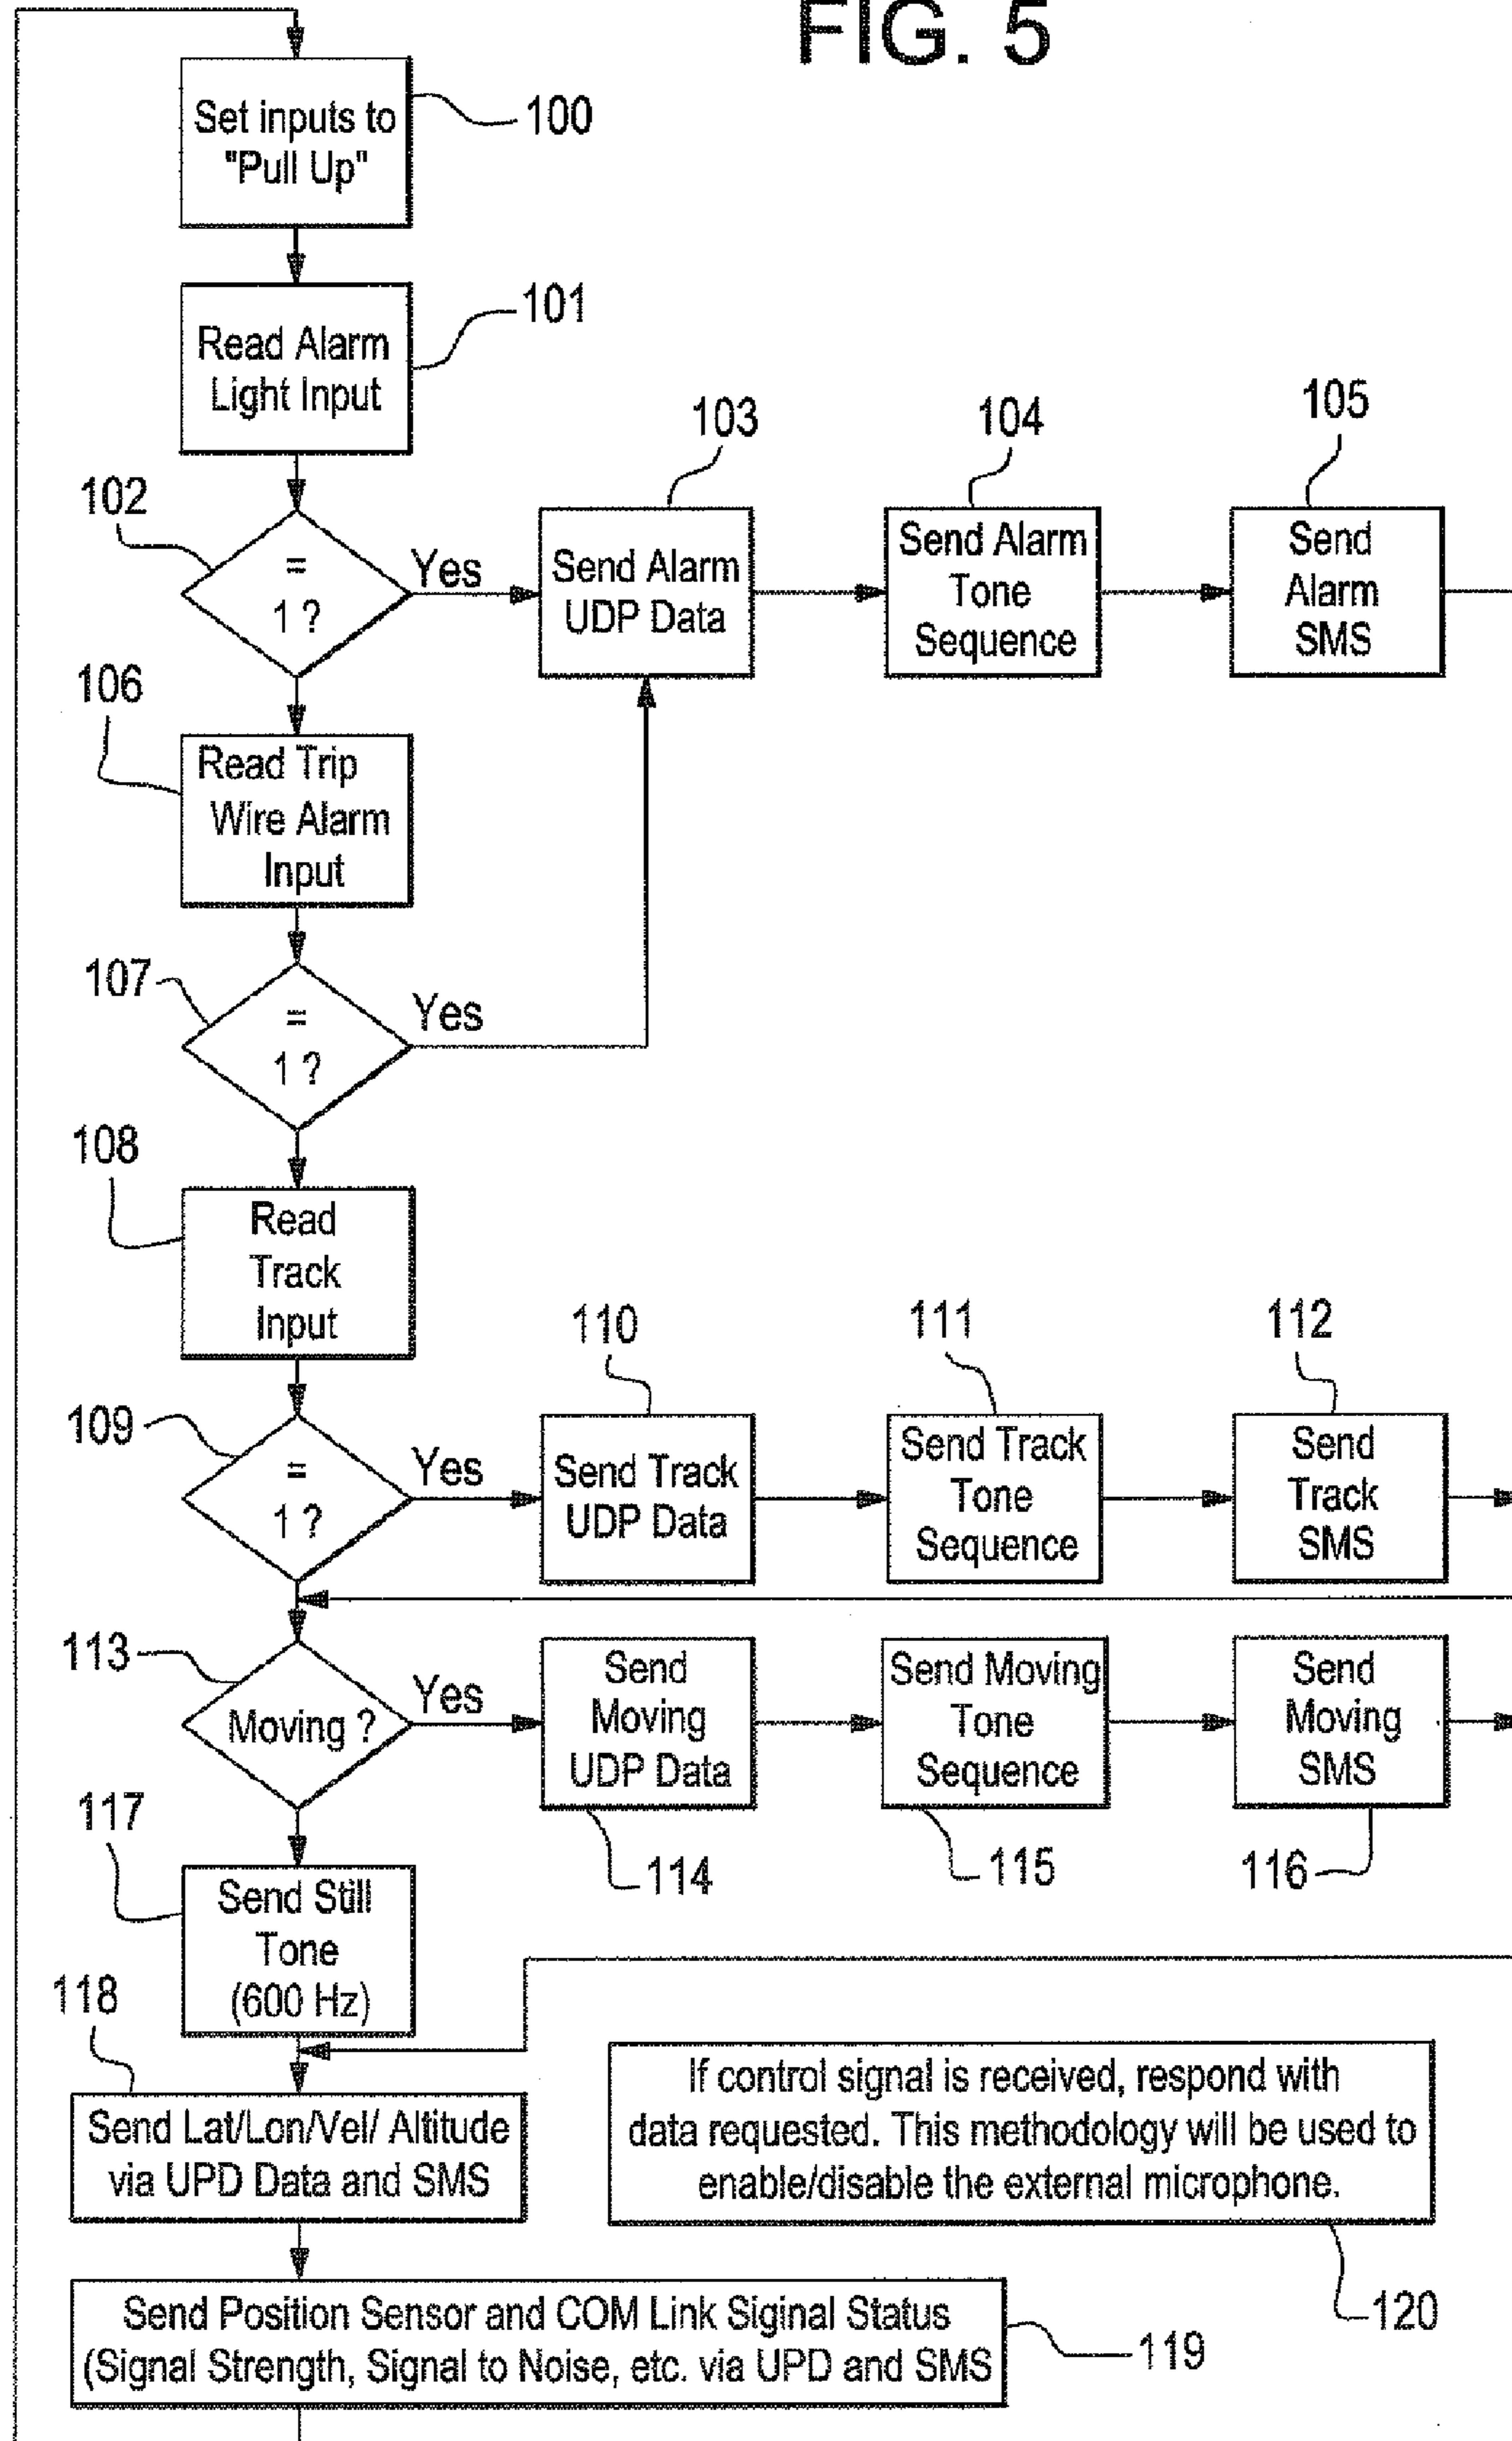 FIG. 5
Set inputs to
"Pull Up"
100
Read Alarm
Light Input
101
102
=
1 ?
Yes
103
Send Alarm
UDP Data
104
Send Alarm
Tone
Sequence
105
Send
Alarm
SMS
106
Read Trip
Wire Alarm
Input
107
=
1 ?
Yes
108
Read
Track
Input
109
=
1 ?
Yes
110
Send Track
UDP Data
111
Send Track
Tone
Sequence
112
Send
Track
SMS
113
Moving ?
Yes
Send
Moving
UDP Data
114
Send Moving
Tone
Sequence
115
Send
Moving
SMS
116
117
Send Still
Tone
(600 Hz)
118
Send Lat/Lon/Vel/ Altitude
via UPD Data and SMS
If control signal is received, respond with
data requested. This methodology will be used to
enable/disable the external microphone.
120
Send Position Sensor and COM Link Siginal Status
(Signal Strength, Signal to Noise, etc. via UPD and SMS
119